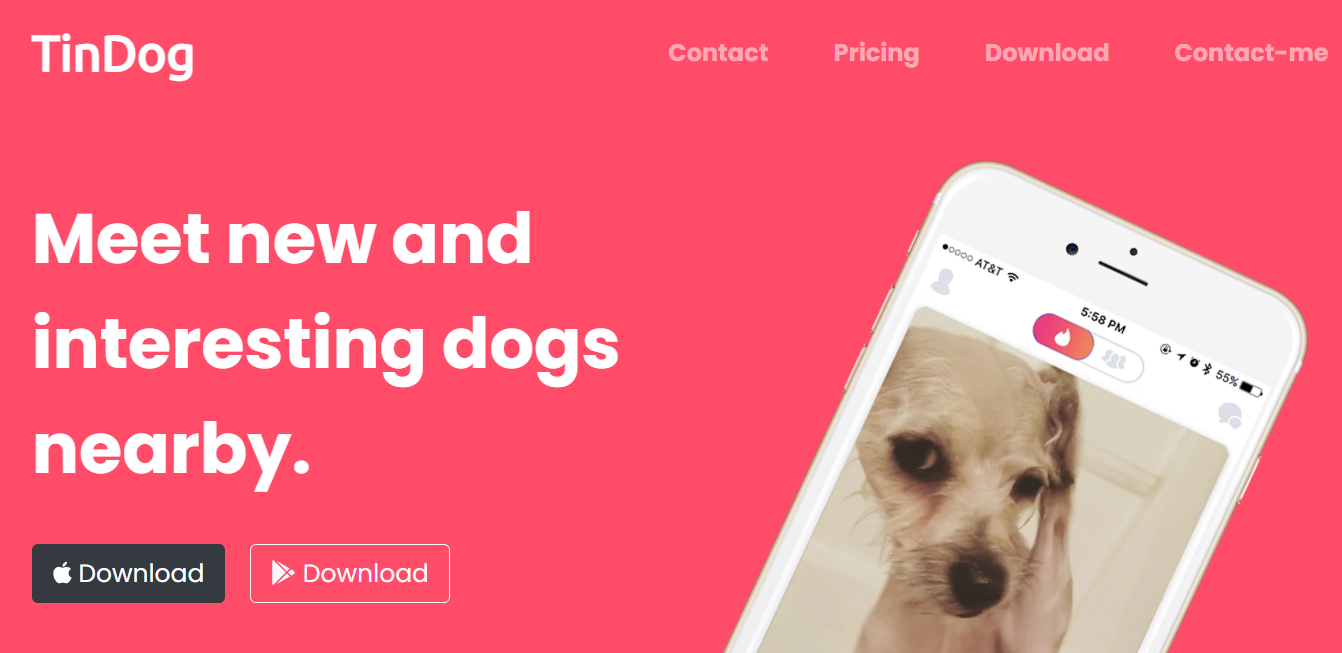 TinDog
Contact Pricing Download Contact-me
Meet new and
interesting dogs
nearby.
Download Download
AT&T 5:58 PM 55%